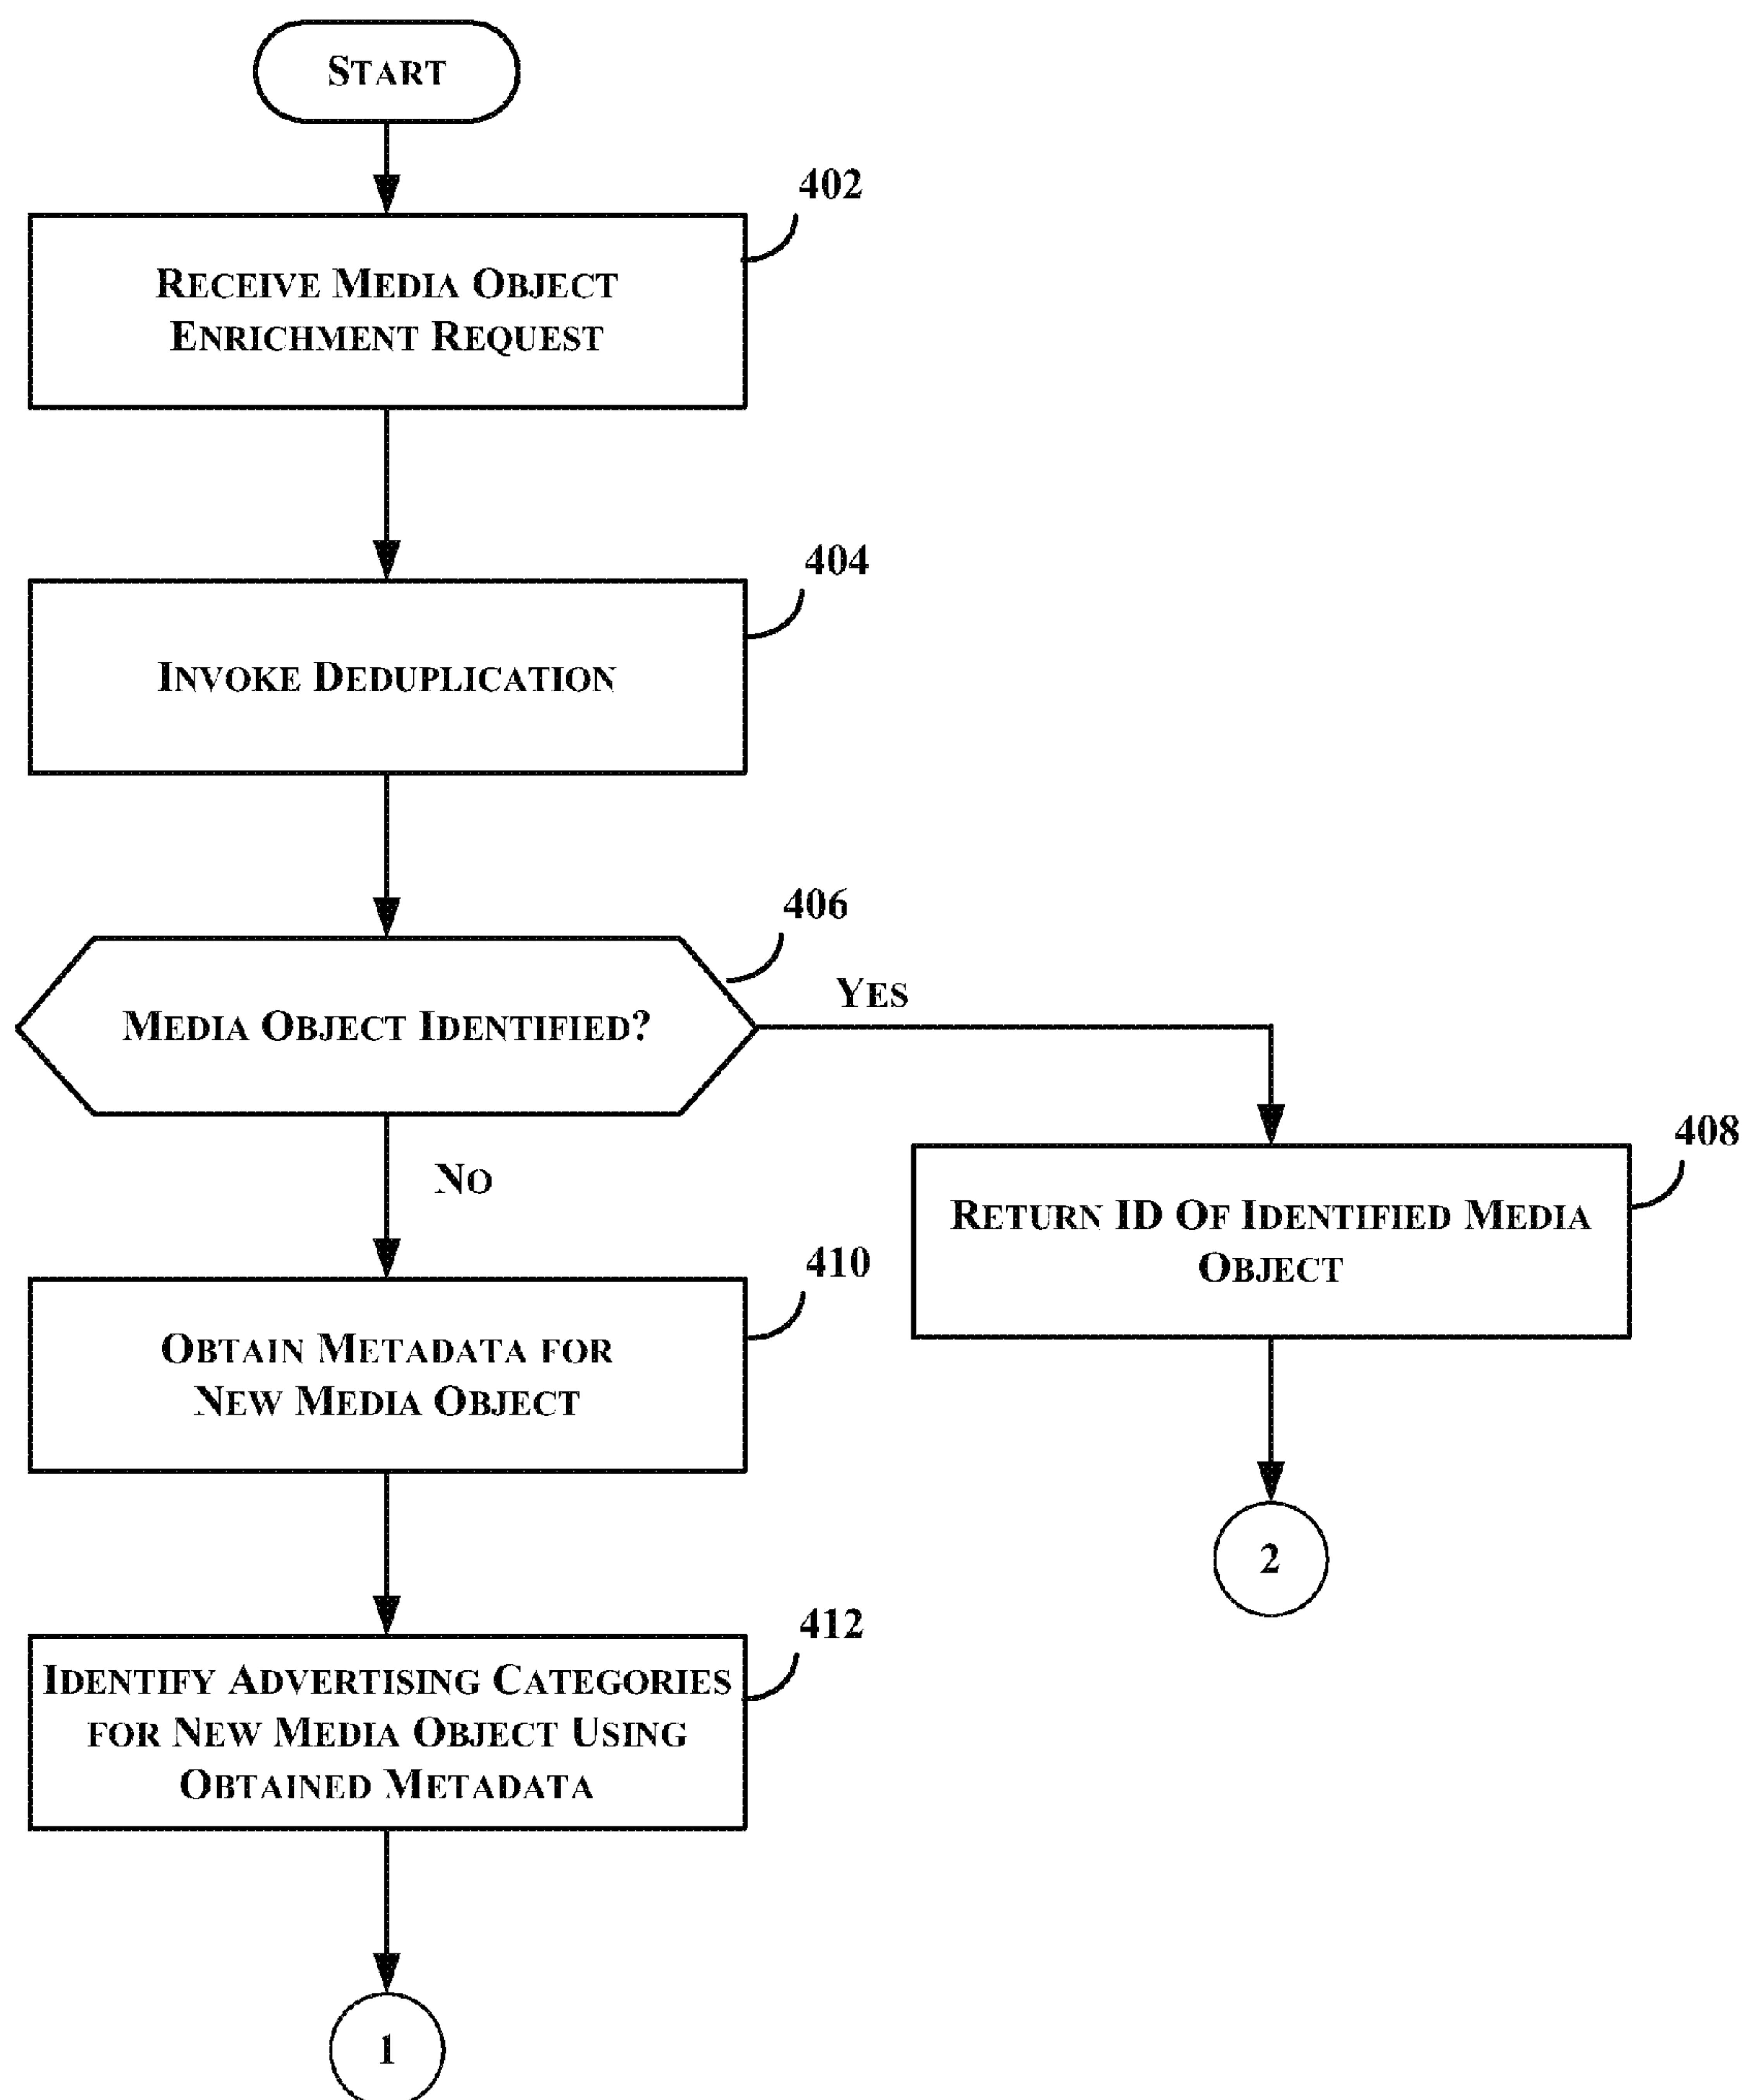 START
402
RECEIVE MEDIA OBJECT
ENRICHMENT REQUEST
404
INVOKE DEDUPLICATION
406
MEDIA OBJECT IDENTIFIED?
YES
NO
408
RETURN ID OF IDENTIFIED MEDIA
OBJECT
410
OBTAIN METADATA FOR
NEW MEDIA OBJECT
2
412
IDENTIFY ADVERTISING CATEGORIES
FOR NEW MEDIA OBJECT USING
OBTAINED METADATA
1